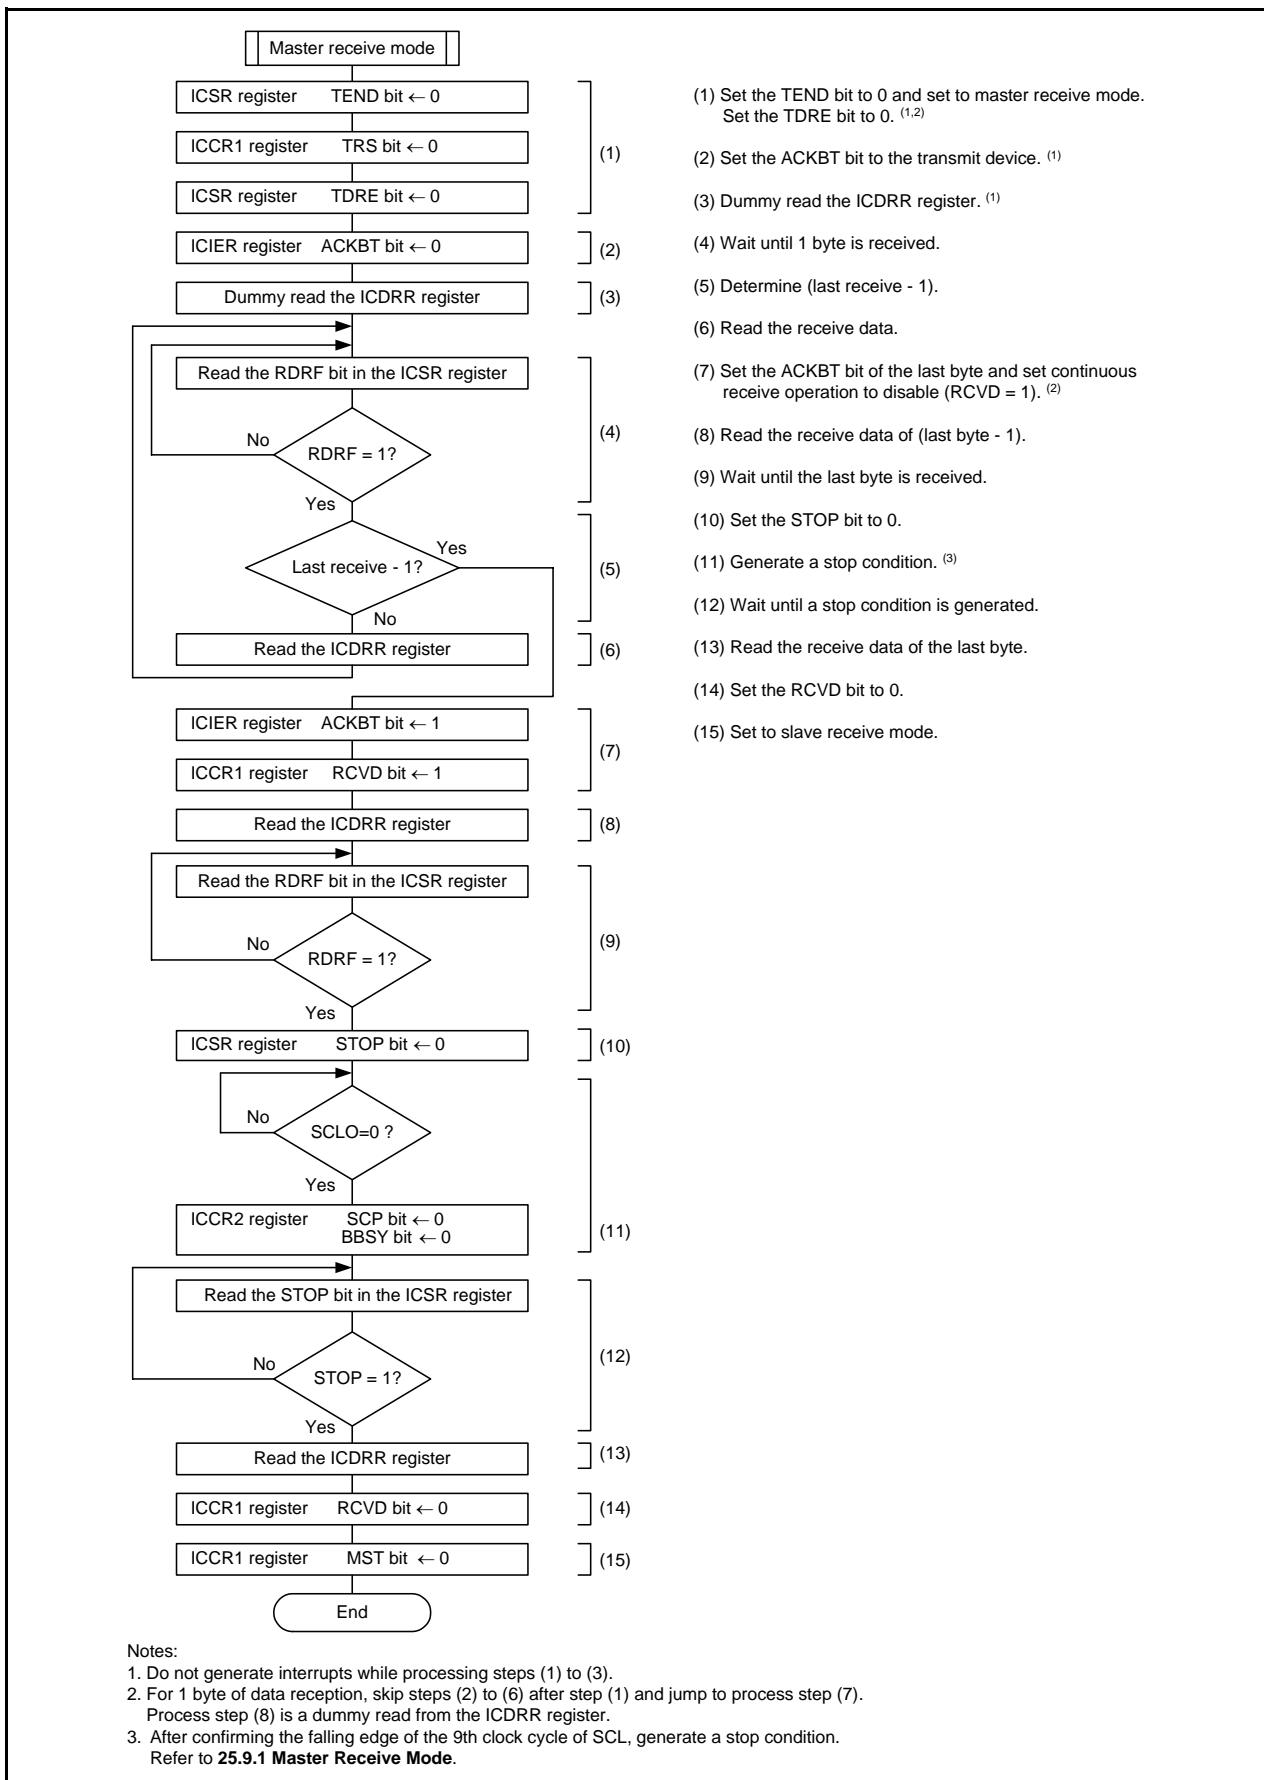 Master receive mode
ICSR register TEND bit ← 0
ICCR1 register TRS bit ← 0
ICSR register TDRE bit ← 0
(1)
ICIER register ACKBT bit ← 0
(2)
Dummy read the ICDRR register
(3)
Read the RDRF bit in the ICSR register
No
RDRF = 1?
(4)
Yes
Yes
Last receive - 1?
(5)
No
Read the ICDRR register
(6)
ICIER register ACKBT bit ← 1
(7)
ICCR1 register RCVD bit ← 1
Read the ICDRR register
(8)
Read the RDRF bit in the ICSR register
No
RDRF = 1?
(9)
Yes
ICSR register STOP bit ← 0
(10)
No
SCLO=0 ?
Yes
ICCR2 register SCP bit ← 0
BBSY bit ← 0
(11)
Read the STOP bit in the ICSR register
No
STOP = 1?
(12)
Yes
Read the ICDRR register
(13)
ICCR1 register RCVD bit ← 0
(14)
ICCR1 register MST bit ← 0
(15)
End
(1) Set the TEND bit to 0 and set to master receive mode.
Set the TDRE bit to 0. (1,2)
(2) Set the ACKBT bit to the transmit device. (1)
(3) Dummy read the ICDRR register. (1)
(4) Wait until 1 byte is received.
(5) Determine (last receive - 1).
(6) Read the receive data.
(7) Set the ACKBT bit of the last byte and set continuous
receive operation to disable (RCVD = 1). (2)
(8) Read the receive data of (last byte - 1).
(9) Wait until the last byte is received.
(10) Set the STOP bit to 0.
(11) Generate a stop condition. (3)
(12) Wait until a stop condition is generated.
(13) Read the receive data of the last byte.
(14) Set the RCVD bit to 0.
(15) Set to slave receive mode.
Notes:
1. Do not generate interrupts while processing steps (1) to (3).
2. For 1 byte of data reception, skip steps (2) to (6) after step (1) and jump to process step (7).
Process step (8) is a dummy read from the ICDRR register.
3. After confirming the falling edge of the 9th clock cycle of SCL, generate a stop condition.
Refer to 25.9.1 Master Receive Mode.